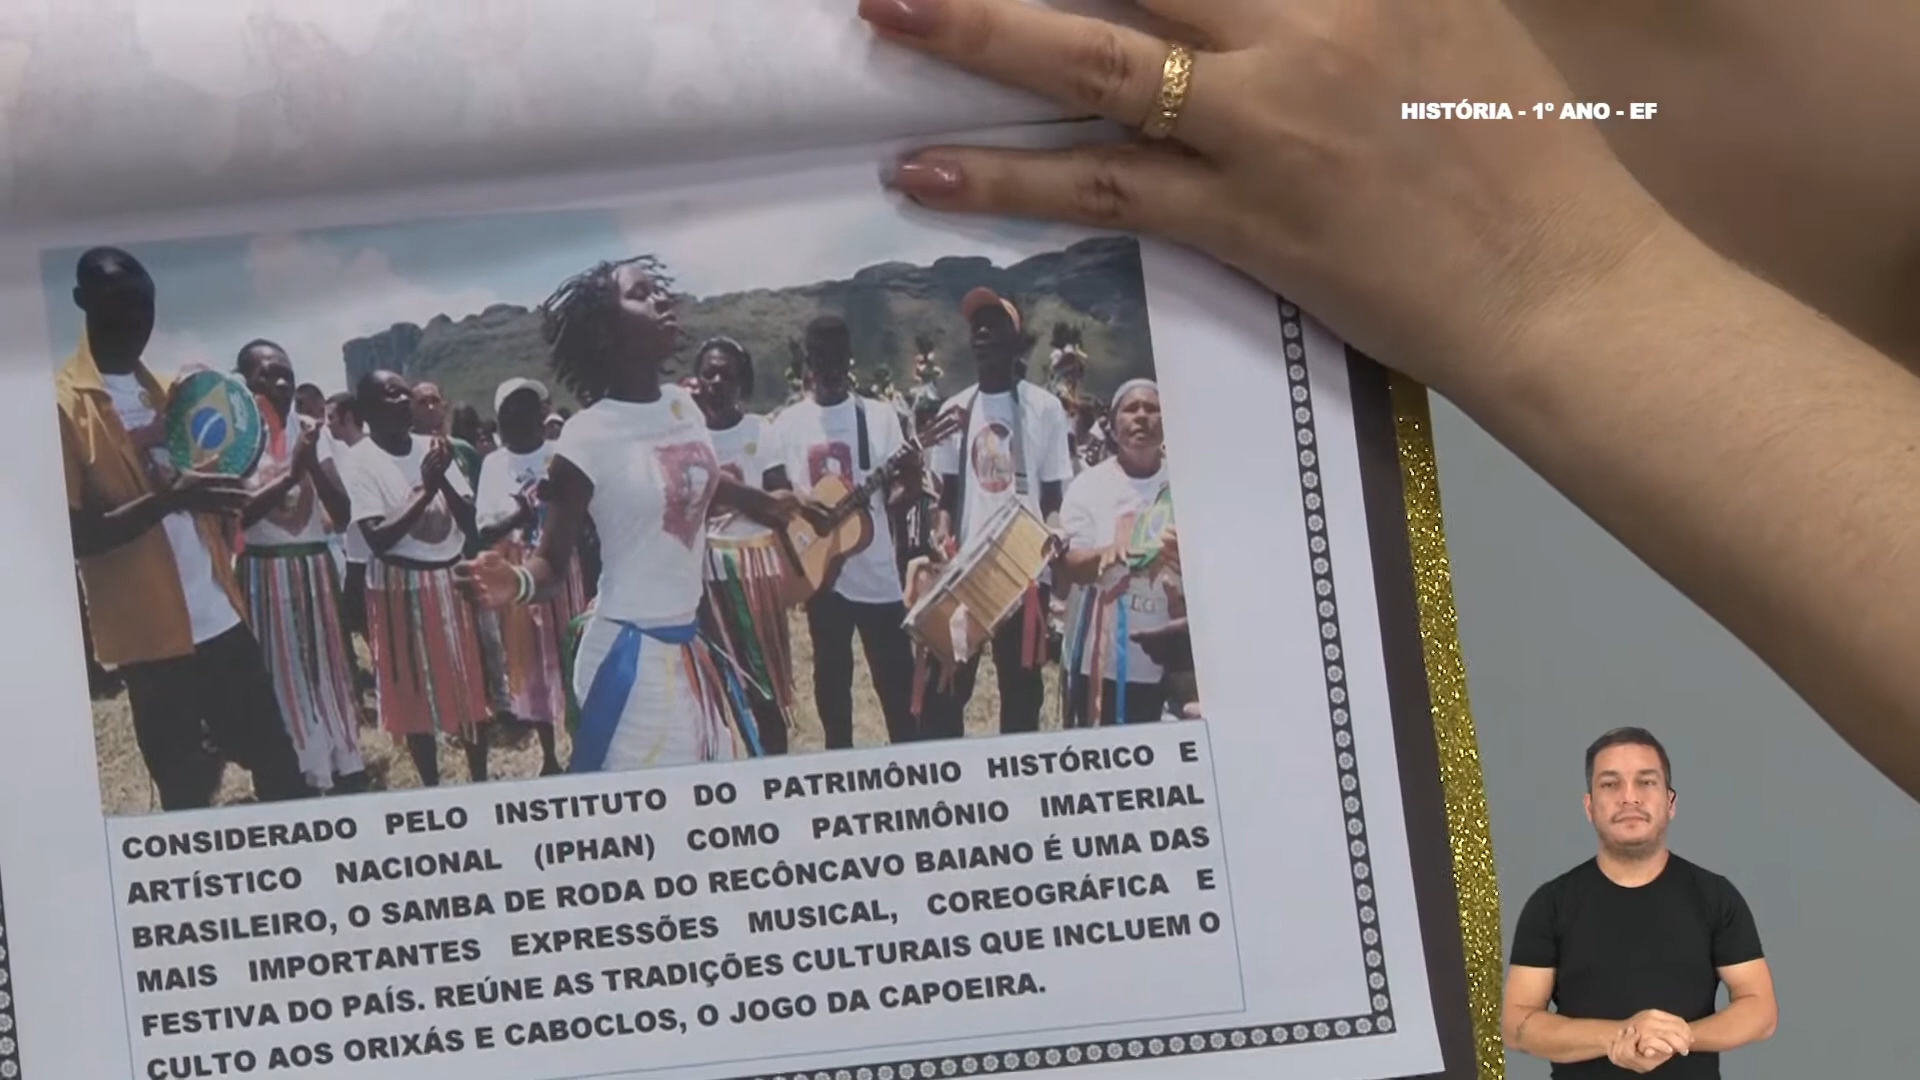 HISTÓRIA - 1º ANO - EF
CONSIDERADO PELO INSTITUTO DO PATRIMÔNIO HISTÓRICO E
ARTÍSTICO NACIONAL (IPHAN) COMO PATRIMÔNIO IMATERIAL
BRASILEIRO, O SAMBA DE RODA DO RECÔNCAVO BAIANO É UMA DAS
MAIS IMPORTANTES EXPRESSÕES MUSICAL, COREOGRÁFICA E
FESTIVA DO PAÍS. REÚNE AS TRADIÇÕES CULTURAIS QUE INCLUEM O
CULTO AOS ORIXÁS E CABOCLOS, O JOGO DA CAPOEIRA.